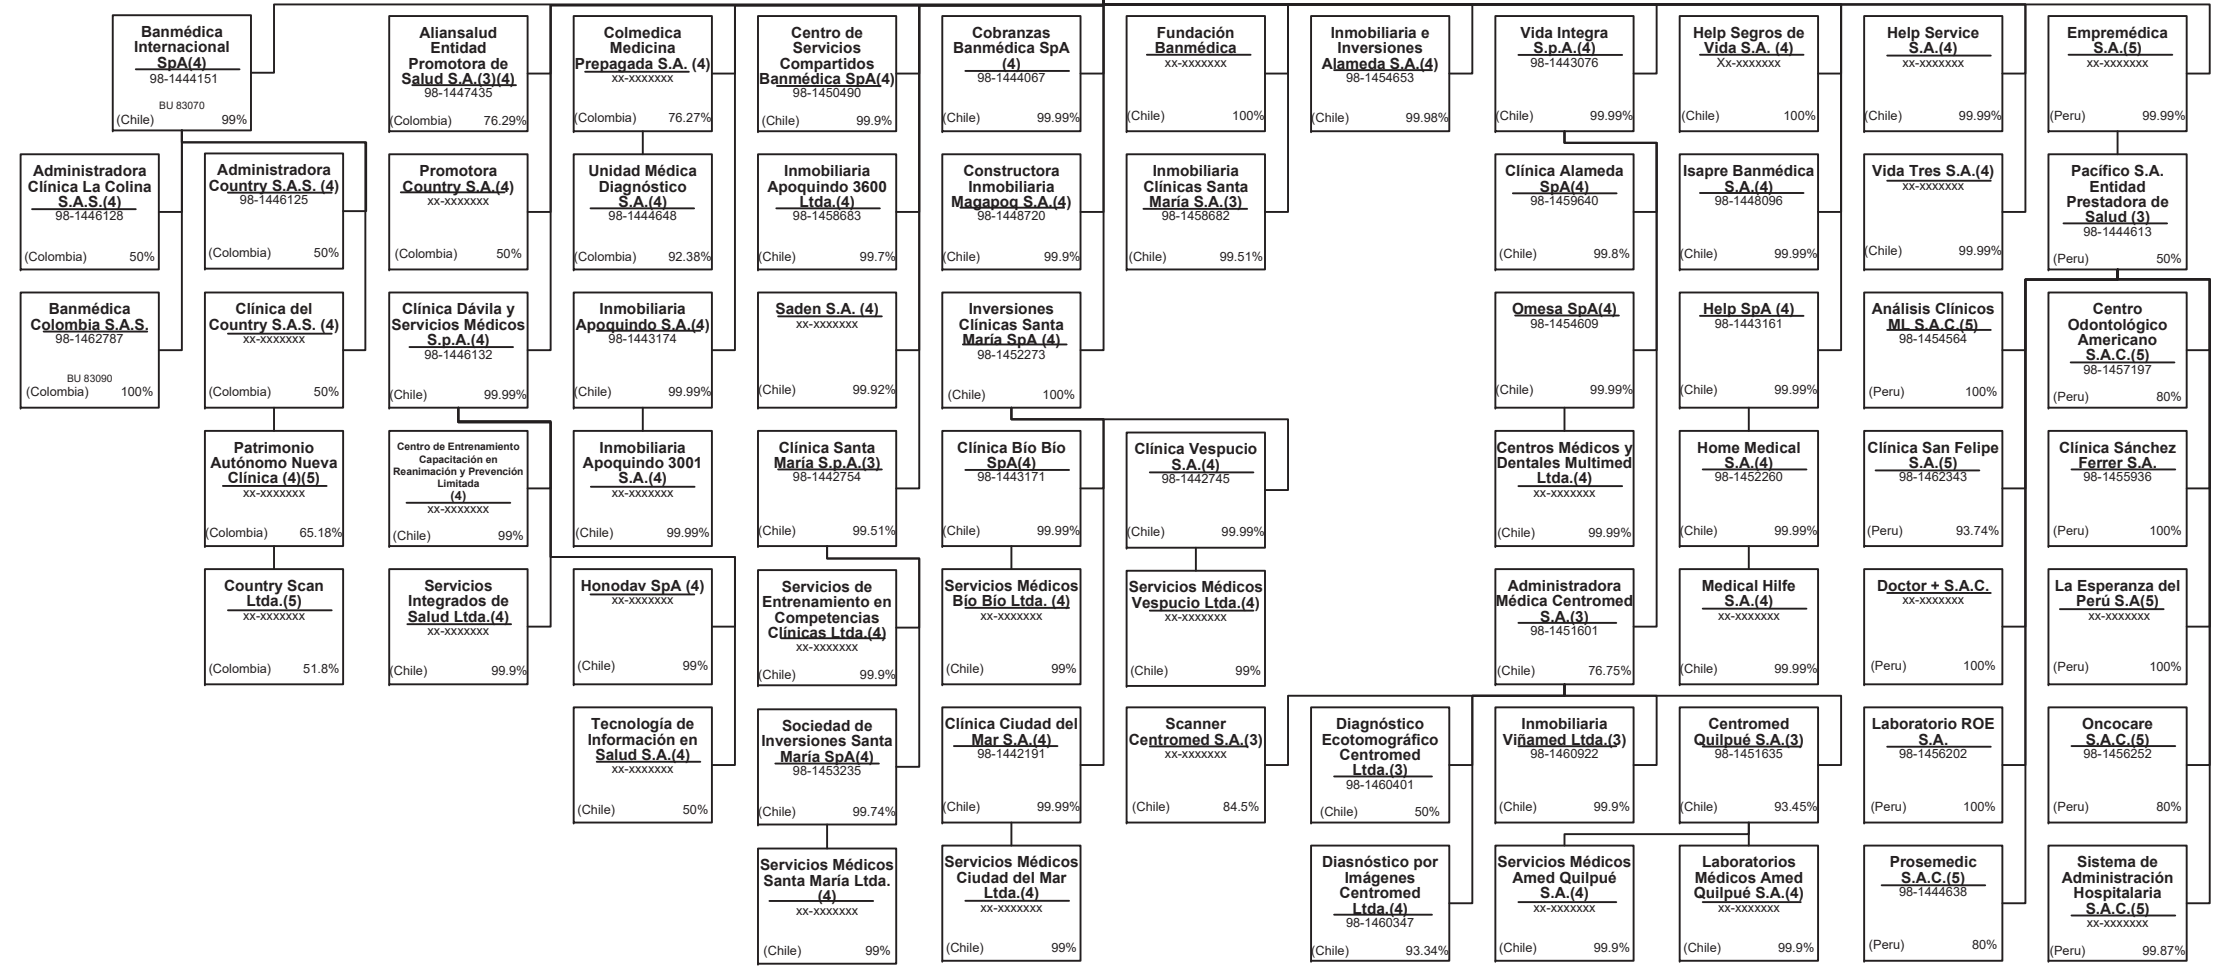 Banmédica
Internacional
SpA(4)
98-1444151
BU 83070
(Chile) 99%
Aliansalud
Entidad
Promotora de
Salud S.A.(3)(4)
98-1447435
(Colombia) 76.29%
Colmedica
Medicina
Prepagada S.A. (4)
xx-xxxxxxx
(Colombia) 76.27%
Centro de
Servicios
Compartidos
Banmédica SpA(4)
98-1450490
(Chile) 99.9%
Cobranzas
Banmédica SpA
(4)
98-1444067
(Chile) 99.99%
Fundación
Banmédica
xx-xxxxxxx
(Chile) 100%
Inmobiliaria e
Inversiones
Alameda S.A.(4)
98-1454653
(Chile) 99.98%
Vida Integra
S.p.A.(4)
98-1443076
(Chile) 99.99%
Help Segros de
Vida S.A. (4)
Xx-xxxxxxx
(Chile) 100%
Help Service
S.A.(4)
98-1444065
(Chile) 99.99%
Empremédica
S.A.(5)
xx-xxxxxxx
(Peru) 99.99%
Administradora
Clínica La Colina
S.A.S.(4)
98-1446128
(Colombia) 50%
Administradora
Country S.A.S. (4)
98-1446125
(Colombia) 50%
Promotora
Country S.A.(4)
xx-xxxxxxx
(Colombia) 50%
Unidad Médica
Diagnóstico
S.A.(4)
98-1444648
(Colombia) 92.38%
Inmobiliaria
Apoquindo 3600
Ltda.(4)
98-1458683
(Chile) 99.7%
Constructora
Inmobiliaria
Magapoq S.A.(4)
98-1448720
(Chile) 99.9%
Inmobiliaria
Clínicas Santa
María S.A.(3)
98-1458682
(Chile) 99.51%
Clínica Alameda
SpA(4)
98-1459640
(Chile) 99.8%
Isapre Banmédica
S.A.(4)
98-1448096
(Chile) 99.99%
Vida Tres S.A.(4)
xx-xxxxxxx
(Chile) 99.99%
Pacífico S.A.
Entidad
Prestadora de
Salud (3)
98-1444613
(Peru) 50%
Banmédica
Colombia S.A.S.
98-1462787
BU 83090
(Colombia) 100%
Clínica del
Country S.A.S. (4)
xx-xxxxxxx
(Colombia) 50%
Clínica Dávila y
Servicios Médicos
S.p.A.(4)
98-1446132
(Chile) 99.99%
Inmobiliaria
Apoquindo S.A.(4)
98-1443174
(Chile) 99.99%
Saden S.A. (4)
xx-xxxxxxx
(Chile) 99.92%
Inversiones
Clínicas Santa
María SpA (4)
98-1452273
(Chile) 100%
Omesa SpA(4)
98-1454609
(Chile) 99.99%
Help SpA (4)
98-1443161
(Chile) 99.99%
Análisis Clínicos
ML S.A.C.(5)
98-1454564
(Peru) 100%
Centro
Odontológico
Americano
S.A.C.(5)
98-1457197
(Peru) 80%
Patrimonio
Autónomo Nueva
Clínica (4)(5)
xx-xxxxxxx
(Colombia) 65.18%
Centro de Entrenamiento
Capacitación en
Reanimación y Prevención
Limitada
(4)
xx-xxxxxxx
(Chile) 99%
Inmobiliaria
Apoquindo 3001
S.A.(4)
xx-xxxxxxx
(Chile) 99.99%
Clínica Santa
María S.p.A.(3)
98-1442754
(Chile) 99.51%
Clínica Bío Bío
SpA(4)
98-1443171
(Chile) 99.99%
Clínica Vespucio
S.A.(4)
98-1442745
(Chile) 99.99%
Centros Médicos y
Dentales Multimed
Ltda.(4)
xx-xxxxxxx
(Chile) 99.99%
Home Medical
S.A.(4)
98-1452260
(Chile) 99.99%
Clínica San Felipe
S.A.(5)
98-1462343
(Peru) 93.74%
Clínica Sánchez
Ferrer S.A.
98-1455936
(Peru) 100%
Country Scan
Ltda.(5)
xx-xxxxxxx
(Colombia) 51.8%
Servicios
Integrados de
Salud Ltda.(4)
xx-xxxxxxx
(Chile) 99.9%
Honodav SpA (4)
xx-xxxxxxx
(Chile) 99%
Servicios de
Entrenamiento en
Competencias
Clínicas Ltda.(4)
xx-xxxxxxx
(Chile) 99.9%
Servicios Médicos
Bío Bío Ltda. (4)
xx-xxxxxxx
(Chile) 99%
Servicios Médicos
Vespucio Ltda.(4)
xx-xxxxxxx
(Chile) 99%
Administradora
Médica Centromed
S.A.(3)
98-1451601
(Chile) 76.75%
Medical Hilfe
S.A.(4)
xx-xxxxxxx
(Chile) 99.99%
Doctor + S.A.C.
xx-xxxxxxx
(Peru) 100%
La Esperanza del
Perú S.A(5)
xx-xxxxxxx
(Peru) 100%
Tecnología de
Información en
Salud S.A.(4)
xx-xxxxxxx
(Chile) 50%
Sociedad de
Inversiones Santa
María SpA(4)
98-1453235
(Chile) 99.74%
Clínica Ciudad del
Mar S.A.(4)
98-1442191
(Chile) 99.99%
Scanner
Centromed S.A.(3)
xx-xxxxxxx
(Chile) 84.5%
Diagnóstico
Ecotomográfico
Centromed
Ltda.(3)
98-1460401
(Chile) 50%
Inmobiliaria
Viñamed Ltda.(3)
98-1460922
(Chile) 99.9%
Centromed
Quilpué S.A.(3)
98-1451635
(Chile) 93.45%
Laboratorio ROE
S.A.
98-1456202
(Peru) 100%
Oncocare
S.A.C.(5)
98-1456252
(Peru) 80%
Servicios Médicos
Santa María Ltda.
(4)
xx-xxxxxxx
(Chile) 99%
Servicios Médicos
Ciudad del Mar
Ltda.(4)
xx-xxxxxxx
(Chile) 99%
Diasnóstico por
Imágenes
Centromed
Ltda.(4)
98-1460347
(Chile) 93.34%
Servicios Médicos
Amed Quilpué
S.A.(4)
xx-xxxxxxx
(Chile) 99.9%
Laboratorios
Médicos Amed
Quilpué S.A.(4)
xx-xxxxxxx
(Chile) 99.9%
Prosemedic
S.A.C.(5)
98-1444638
(Peru) 80%
Sistema de
Administración
Hospitalaria
S.A.C.(5)
xx-xxxxxxx
(Peru) 99.87%